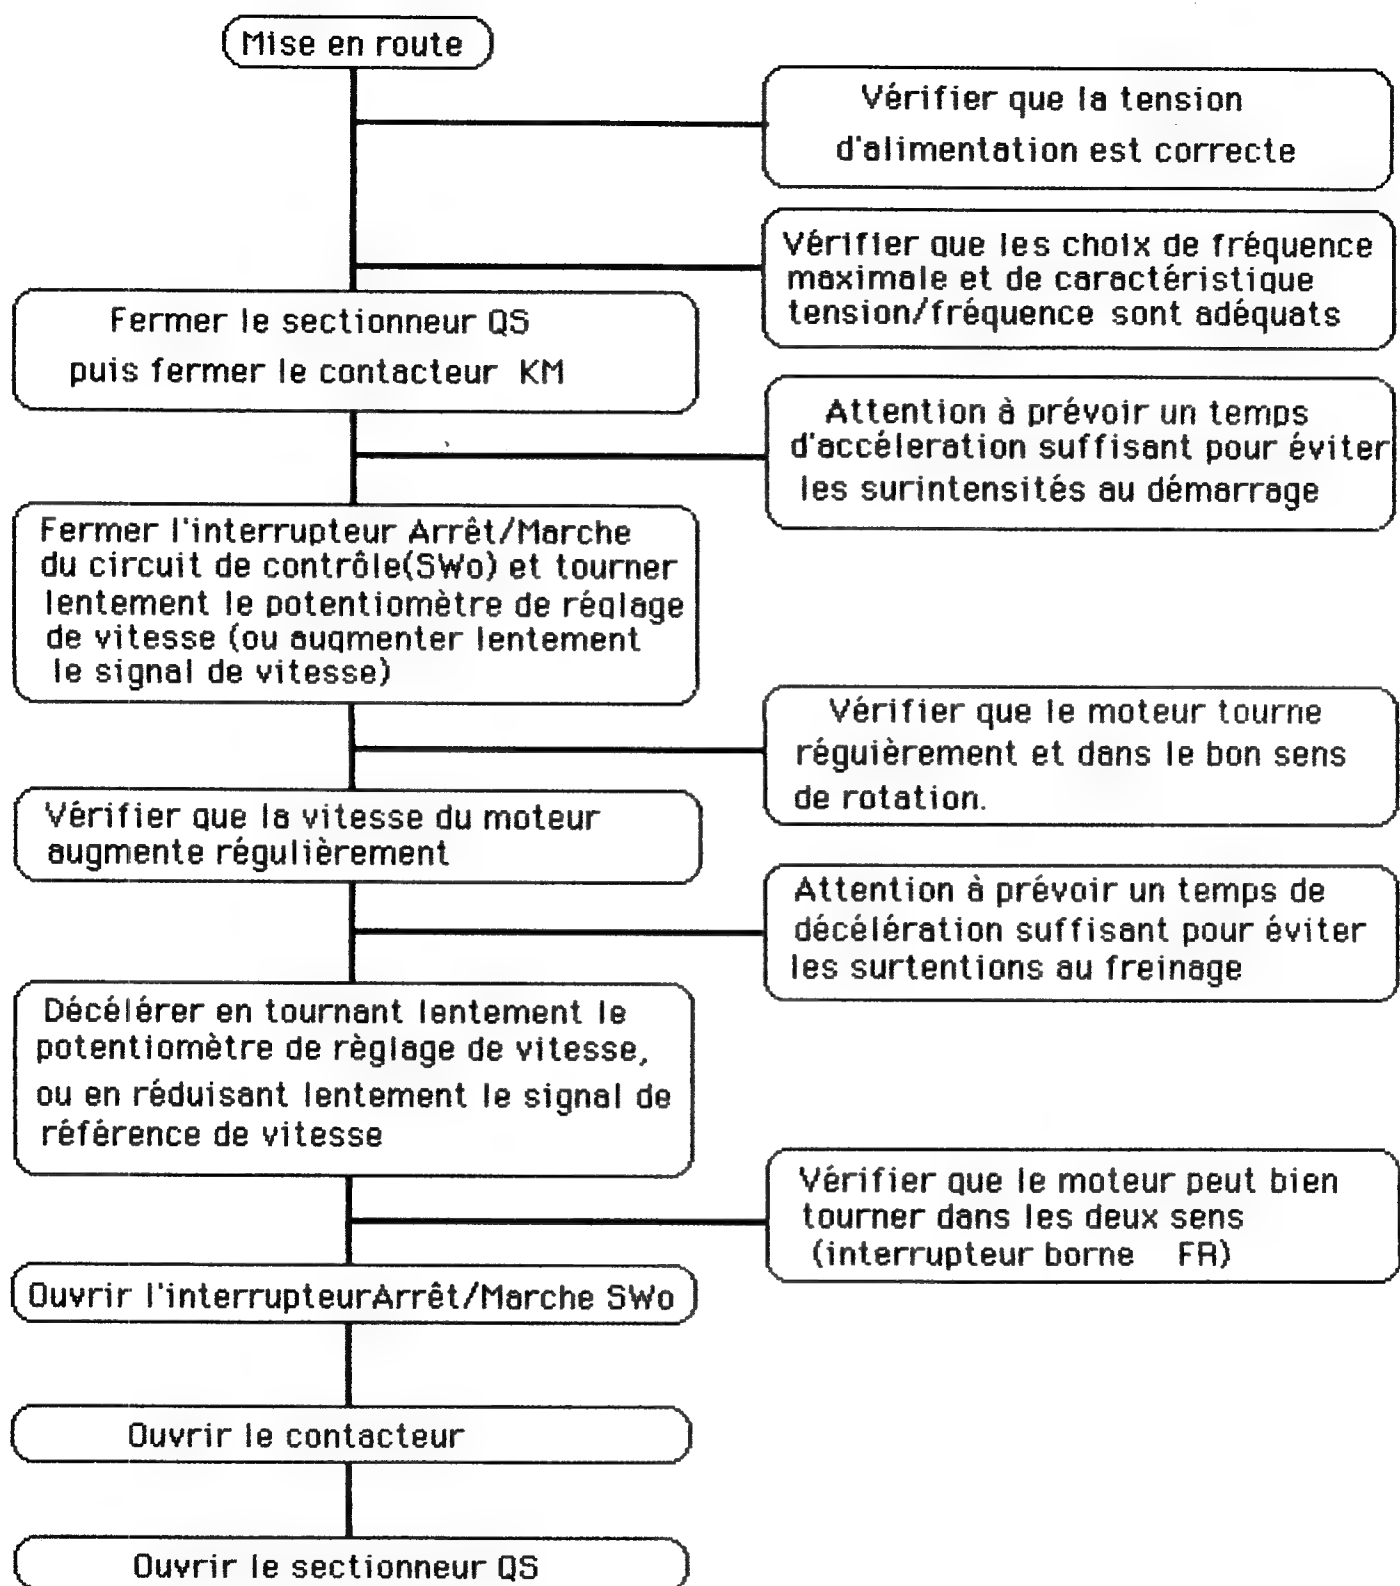 Mise en route
Vérifier que la tension
d'alimentation est correcte
Vérifier que les choix de fréquence
maximale et de caractéristique
tension/fréquence sont adéquats
Fermer le sectionneur QS
puis fermer le contacteur KM
Attention à prévoir un temps
d'accéleration suffisant pour éviter
les surintensités au démarrage
Fermer l'interrupteur Arrêt/Marche
du circuit de contrôle(SWo) et tourner
lentement le potentiomètre de réglage
de vitesse (ou augmenter lentement
le signal de vitesse)
Vérifier que le moteur tourne
réguièrement et dans le bon sens
de rotation.
Vérifier que la vitesse du moteur
augmente régulièrement
Attention à prévoir un temps de
décélération suffisant pour éviter
les surtentions au freinage
Décélérer en tournant lentement le
potentiomètre de règlage de vitesse,
ou en réduisant lentement le signal de
référence de vitesse
Vérifier que le moteur peut bien
tourner dans les deux sens
(interrupteur borne FR)
Ouvrir l'interrupteurArrêt/Marche SWo
Ouvrir le contacteur
Ouvrir le sectionneur QS